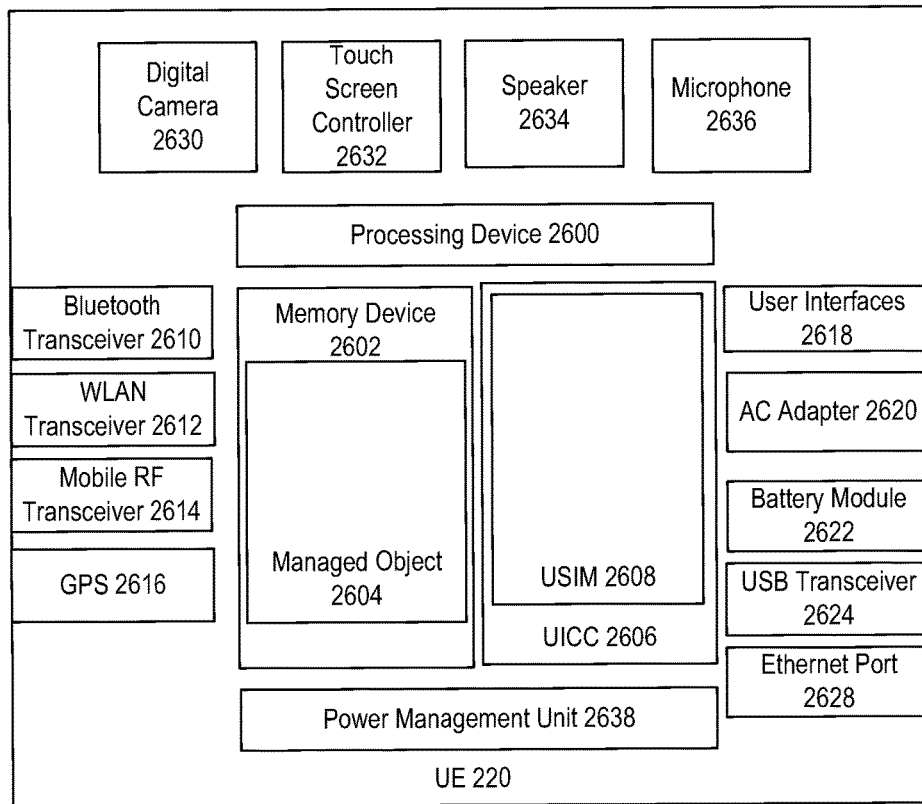 Digital
Camera
2630
Touch
Screen
Controller
2632
Speaker
2634
Microphone
2636
Processing Device 2600
Bluetooth
Transceiver 2610
WLAN
Transceiver 2612
Mobile RF
Transceiver 2614
GPS 2616
Memory Device
2602
Managed Object
2604
USIM 2608
UICC 2606
User Interfaces
2618
AC Adapter 2620
Battery Module
2622
USB Transceiver
2624
Ethernet Port
2628
Power Management Unit 2638
UE 220